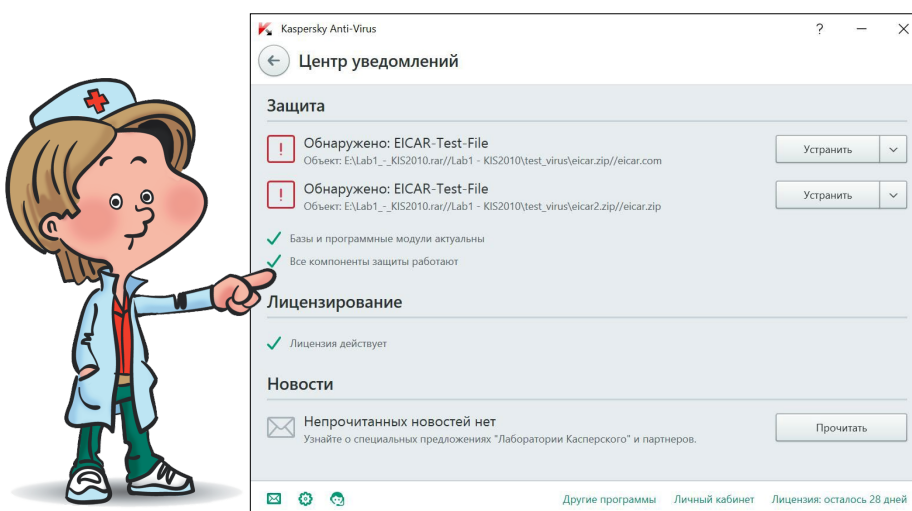 Kaspersky Anti-Virus
Центр уведомлений
Защита
Обнаружено: EICAR-Test-File
Объект: E:\Lab1_-_KIS2010.rar//Lab1 - KIS2010\test_virus\eicar.zip//eicar.com
Устранить
Обнаружено: EICAR-Test-File
Объект: E:\Lab1_-_KIS2010.rar//Lab1 - KIS2010\test_virus\eicar2.zip//eicar.zip
Устранить
Базы и программные модули актуальны
Все компоненты защиты работают
Лицензирование
Лицензия действует
Новости
Непрочитанных новостей нет
Узнайте о специальных предложениях "Лаборатории Касперского" и партнеров.
Прочитать
Другие программы Личный кабинет Лицензия: осталось 28 дней